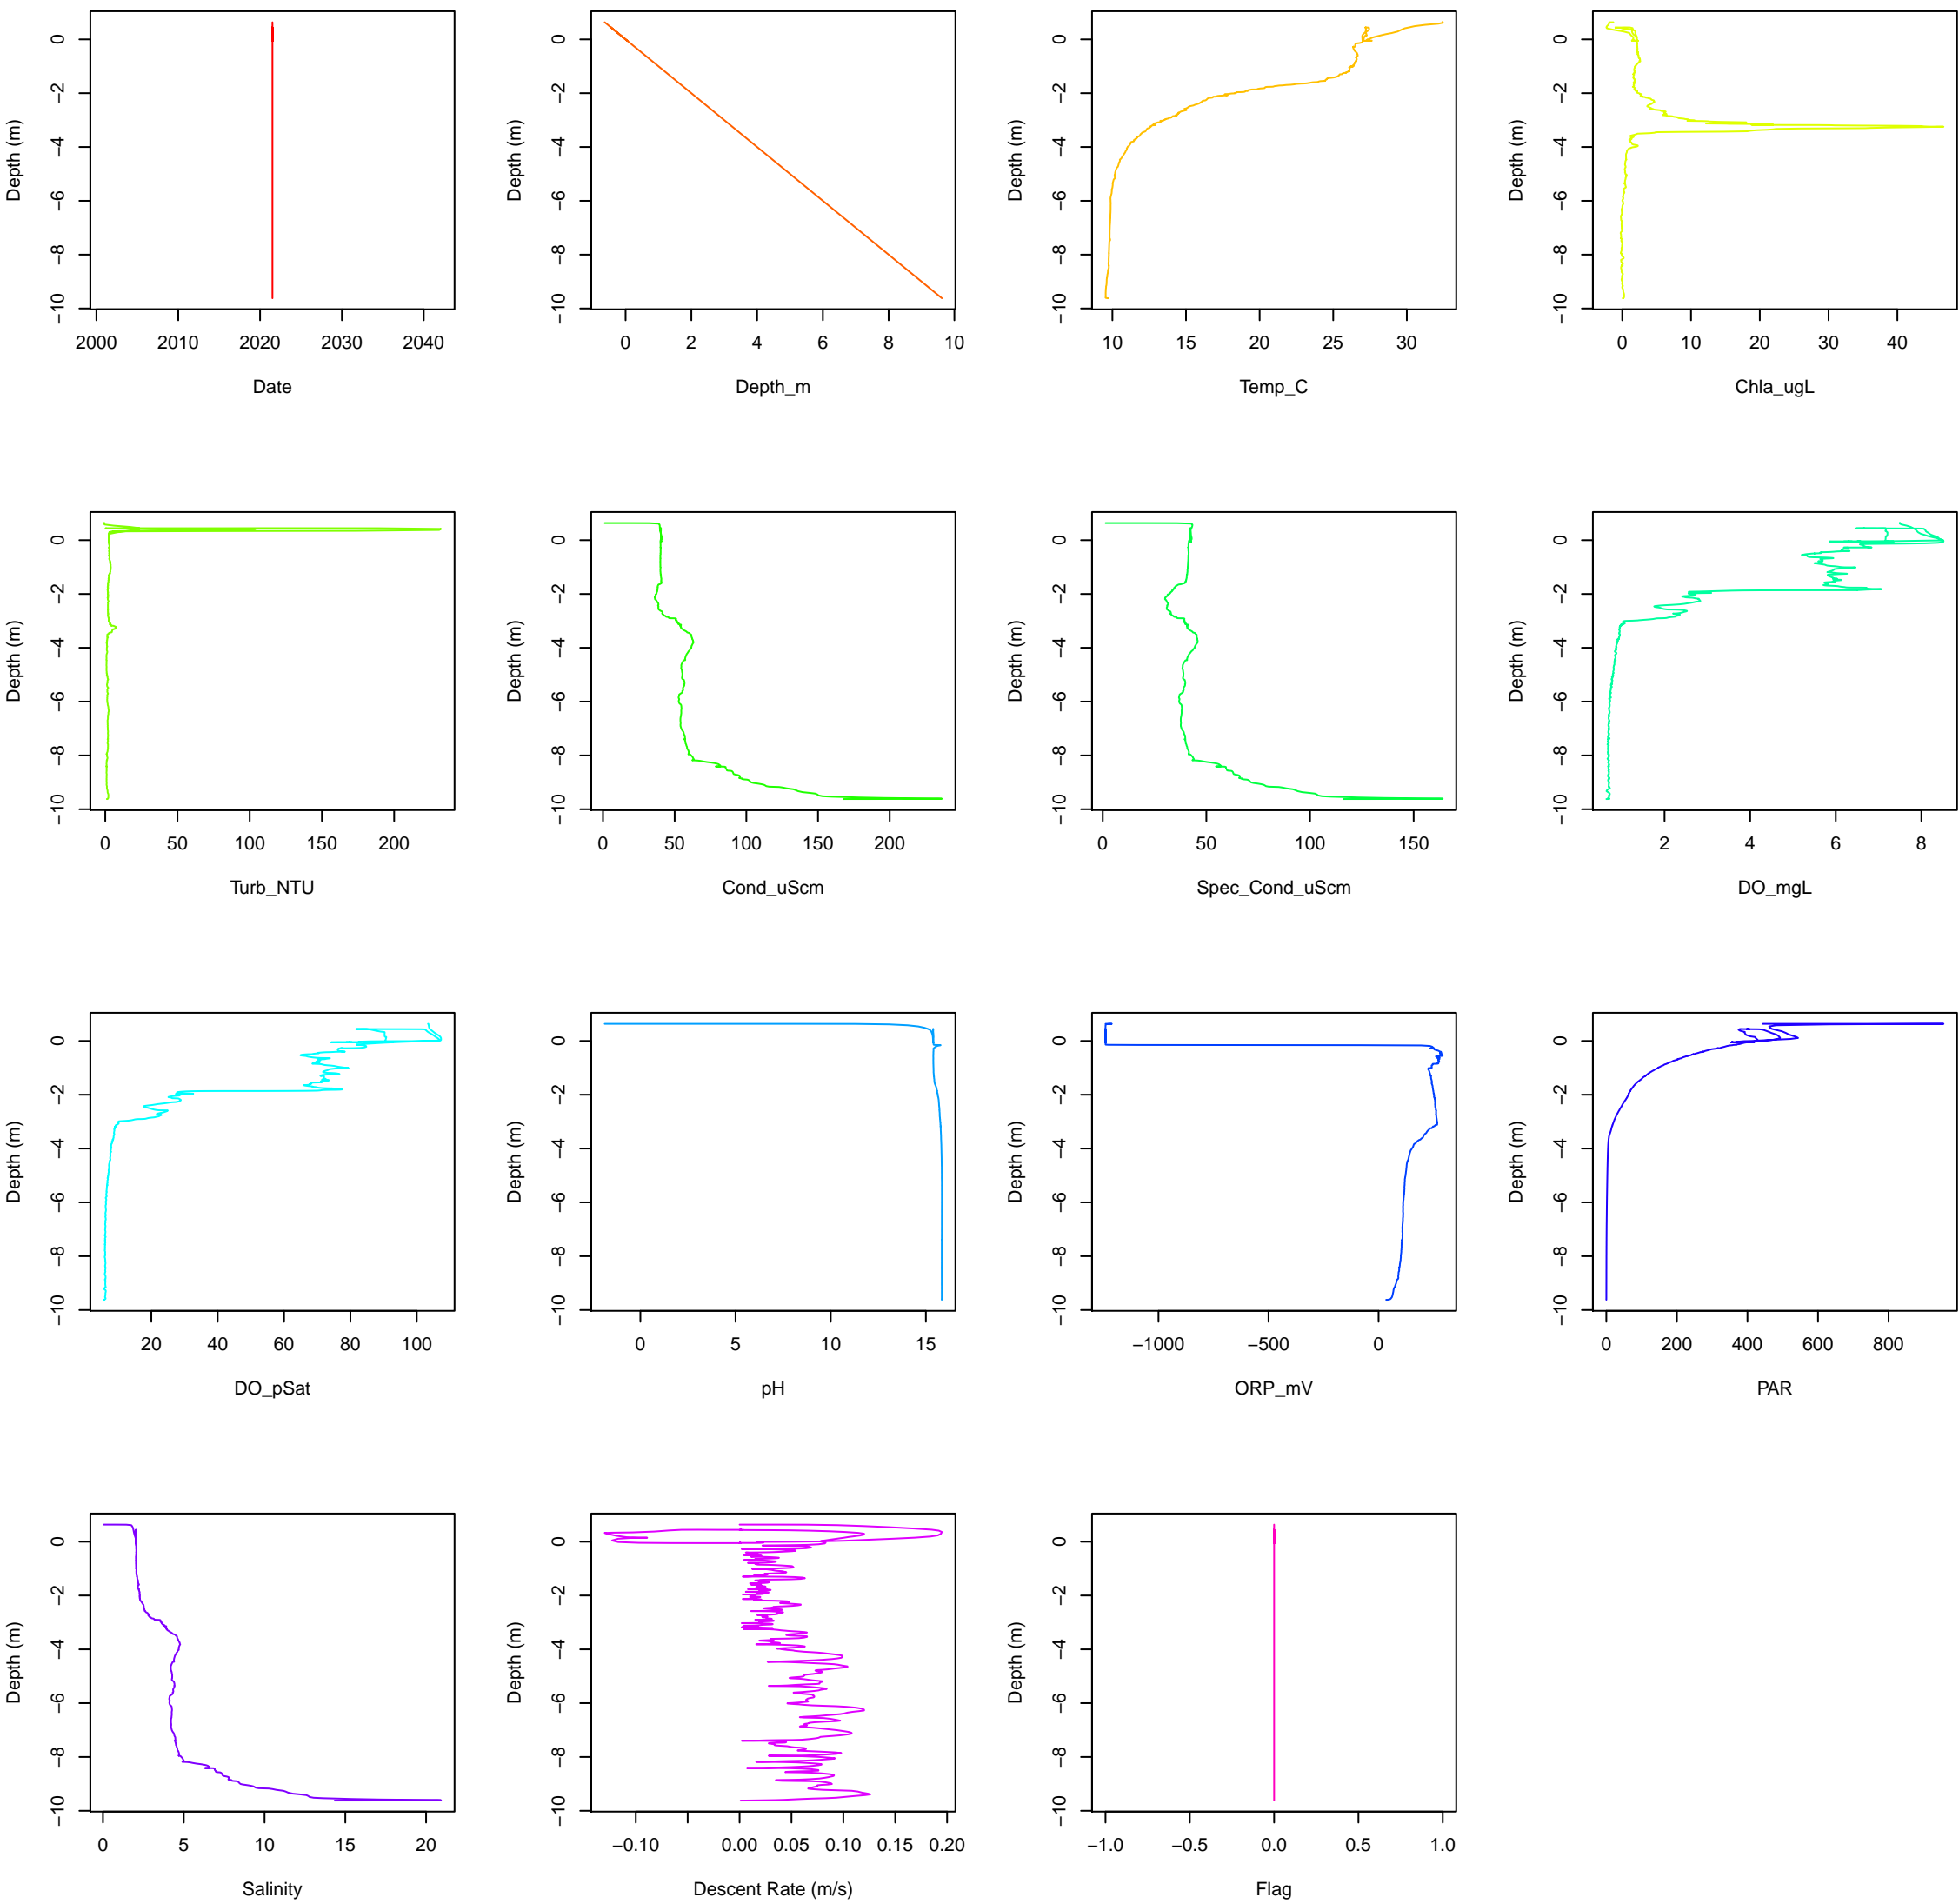 Depth (m)
0
−2
−4
−6
−8
−10
2000 2010 2020 2030 2040
Date
Depth (m)
0
−2
−4
−6
−8
−10
0 2 4 6 8 10
Depth_m
Depth (m)
0
−2
−4
−6
−8
−10
10 15 20 25 30
Temp_C
Depth (m)
0
−2
−4
−6
−8
−10
0 10 20 30 40
Chla_ugL
Depth (m)
0
−2
−4
−6
−8
−10
0 50 100 150 200
Turb_NTU
Depth (m)
0
−2
−4
−6
−8
−10
0 50 100 150 200
Cond_uScm
Depth (m)
0
−2
−4
−6
−8
−10
0 50 100 150
Spec_Cond_uScm
Depth (m)
0
−2
−4
−6
−8
−10
2 4 6 8
DO_mgL
Depth (m)
0
−2
−4
−6
−8
−10
20 40 60 80 100
DO_pSat
Depth (m)
0
−2
−4
−6
−8
−10
0 5 10 15
pH
Depth (m)
0
−2
−4
−6
−8
−10
−1000 −500 0
ORP_mV
Depth (m)
0
−2
−4
−6
−8
−10
0 200 400 600 800
PAR
Depth (m)
0
−2
−4
−6
−8
−10
0 5 10 15 20
Salinity
Depth (m)
0
−2
−4
−6
−8
−10
−0.10 0.00 0.05 0.10 0.15 0.20
Descent Rate (m/s)
Depth (m)
0
−2
−4
−6
−8
−10
−1.0 −0.5 0.0 0.5 1.0
Flag